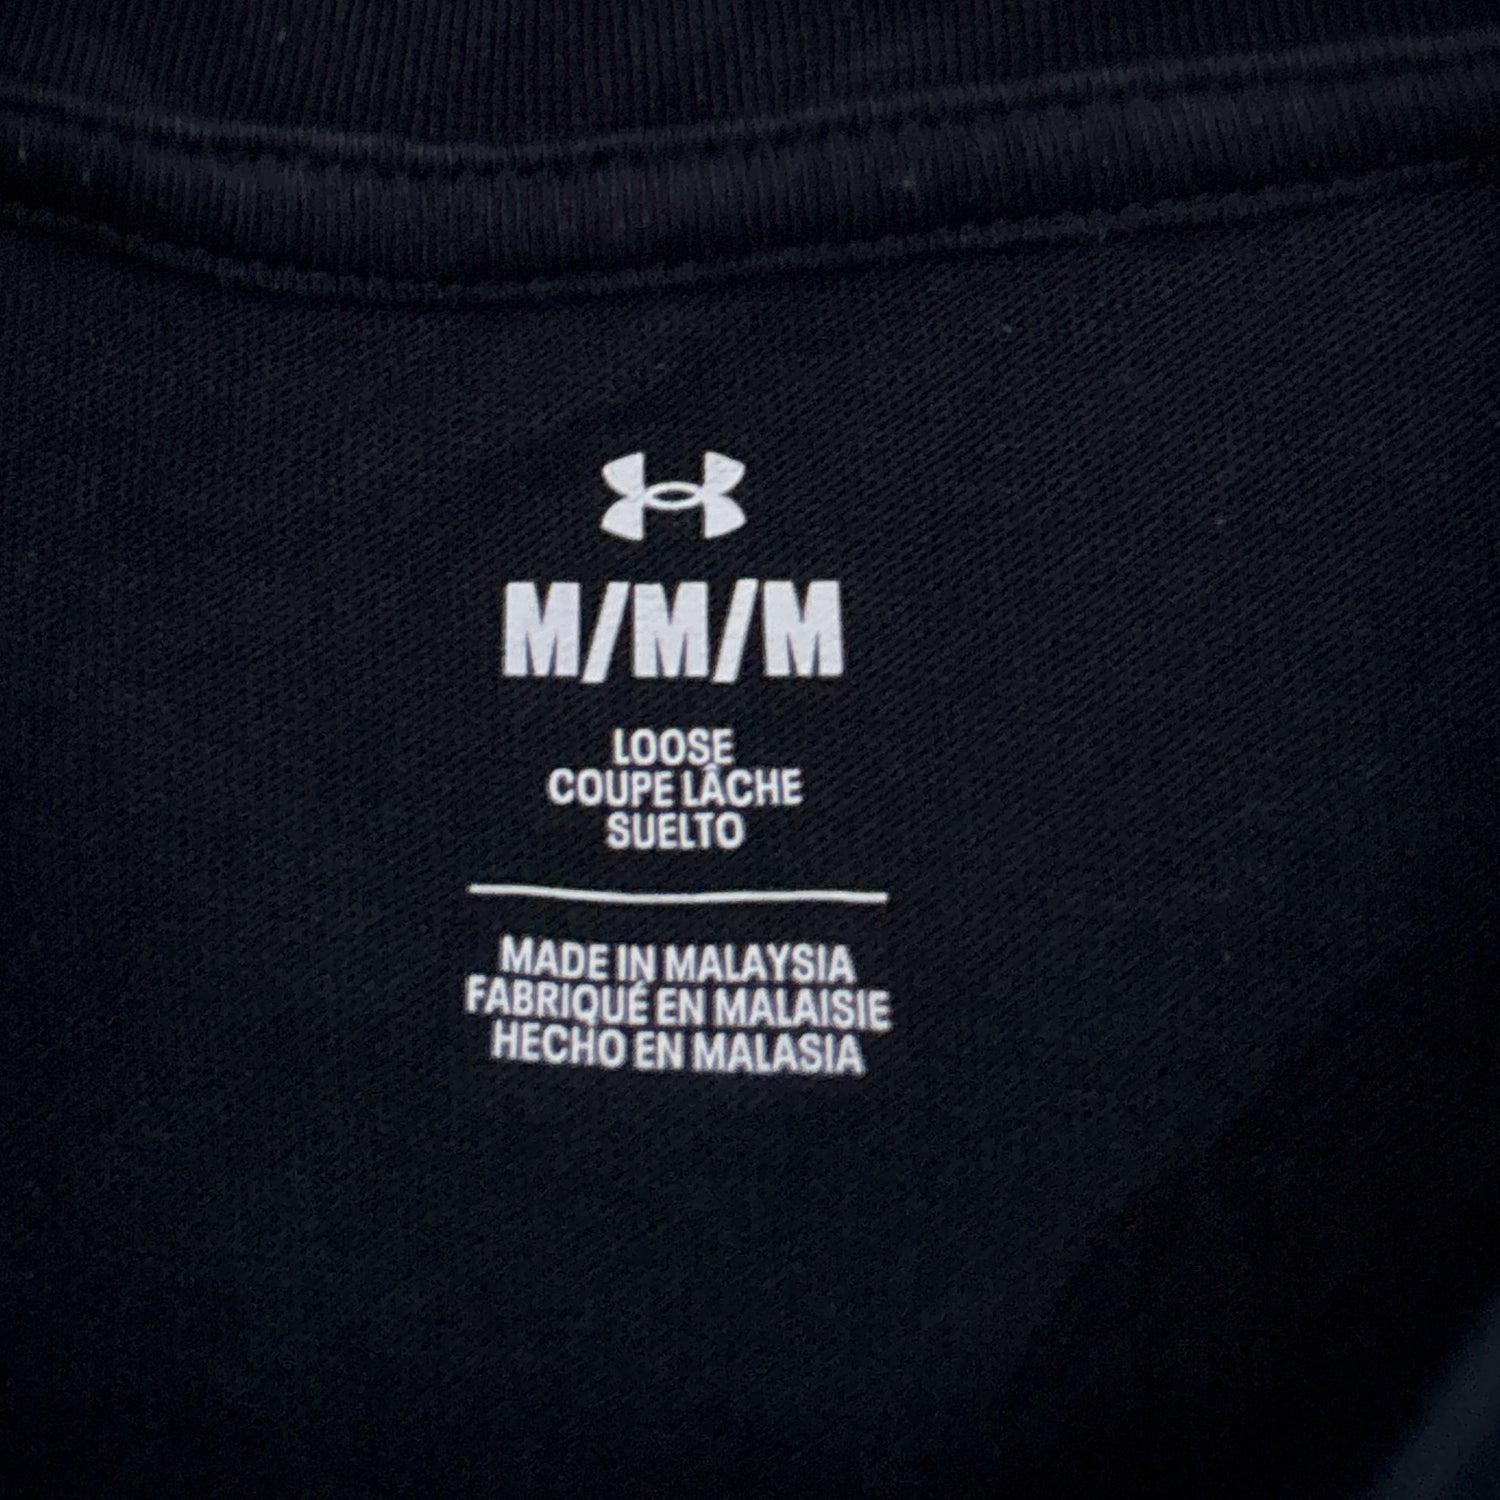 M/M/M
LOOSE
COUPE LÂCHE
SUELTO
MADE IN MALAYSIA
FABRIQUÉ EN MALAISIE
HECHO EN MALASIA